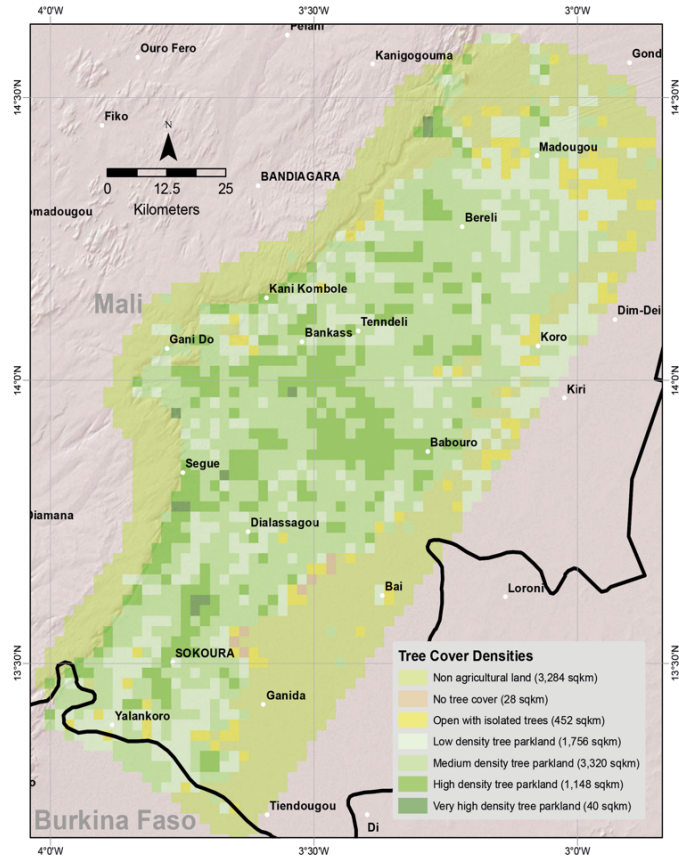 4°0'W
3°30'W
3°0'W
Pelani
Ouro Fero
Kanigogouma
Gond
14°30'N
14°30'N
Fiko
N
Madougou
0 12.5 25
Kilometers
BANDIAGARA
omadougou
Bereli
Kani Kombole
Mali
Dim-Dei
Tenndeli
Bankass
Gani Do
Koro
14°0'N
14°0'N
Kiri
Babouro
Segue
Diamana
Dialassagou
Bai
Loroni
SOKOURA
13°30'N
13°30'N
Tree Cover Densities
Non agricultural land (3,284 sqkm)
No tree cover (28 sqkm)
Open with isolated trees (452 sqkm)
Low density tree parkland (1,756 sqkm)
Medium density tree parkland (3,320 sqkm)
High density tree parkland (1,148 sqkm)
Very high density tree parkland (40 sqkm)
Ganida
Yalankoro
o
Tiendougou
Burkina Faso
Di
4°0'W
3°30'W
3°0'W